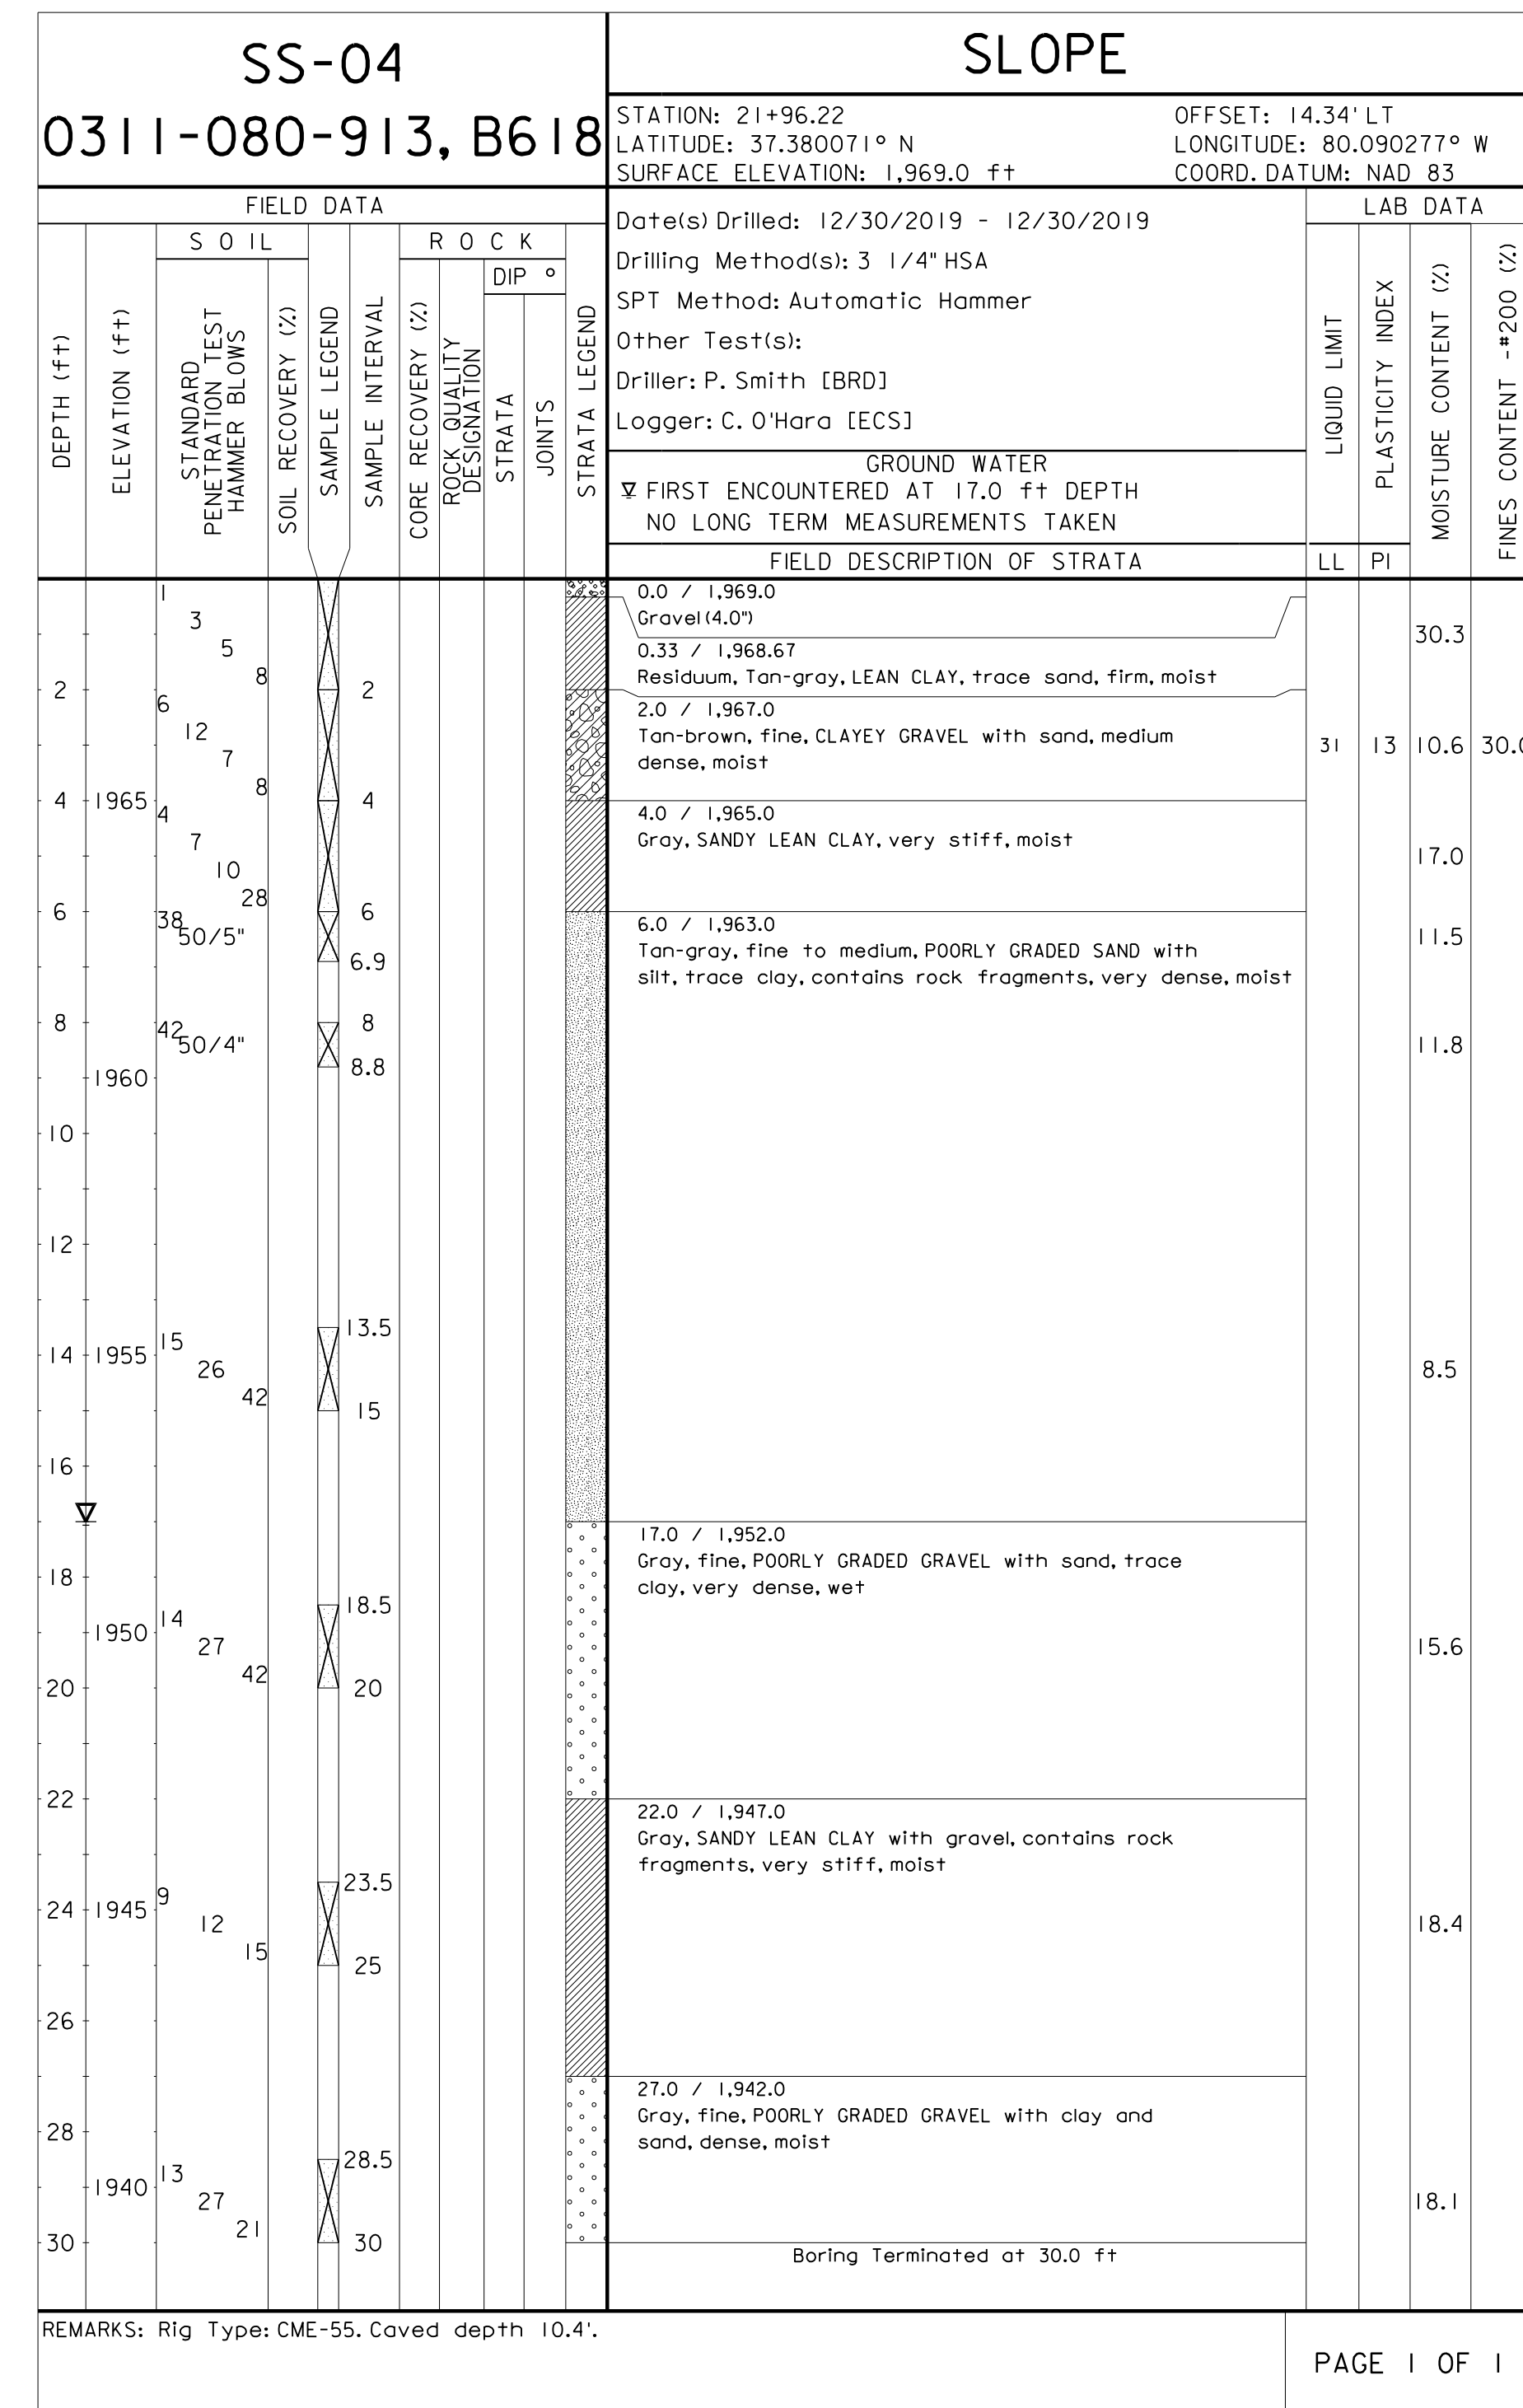 SS-04
0311-080-913, B618
SLOPE
STATION: 21+96.22
OFFSET: 14.34' LT
LATITUDE: 37.380071° N
LONGITUDE: 80.090277° W
SURFACE ELEVATION: 1,969.0 ft
COORD. DATUM: NAD 83
FIELD DATA
SOIL
ROCK
DIP °
DEPTH (ft)
ELEVATION (ft)
STANDARD
PENETRATION TEST
HAMMER BLOWS
SOIL RECOVERY (%)
SAMPLE LEGEND
SAMPLE INTERVAL
CORE RECOVERY (%)
ROCK QUALITY
DESIGNATION
STRATA
JOINTS
STRATA LEGEND
Date(s) Drilled: 12/30/2019 - 12/30/2019
Drilling Method(s): 3 1/4" HSA
SPT Method: Automatic Hammer
Other Test(s):
Driller: P. Smith [BRD]
Logger: C. O'Hara [ECS]
GROUND WATER
FIRST ENCOUNTERED AT 17.0 ft DEPTH
NO LONG TERM MEASUREMENTS TAKEN
FIELD DESCRIPTION OF STRATA
LAB DATA
LIQUID LIMIT
PLASTICITY INDEX
MOISTURE CONTENT (%)
FINES CONTENT -#200 (%)
LL
PI
1
3
5
8
0.0 / 1,969.0
Gravel (4.0")
30.3
0.33 / 1,968.67
Residuum, Tan-gray, LEAN CLAY, trace sand, firm, moist
2
2
6
12
7
8
2.0 / 1,967.0
Tan-brown, fine, CLAYEY GRAVEL with sand, medium
dense, moist
31
13
10.6
30.0
4
1965
4
4
7
10
28
4.0 / 1,965.0
Gray, SANDY LEAN CLAY, very stiff, moist
17.0
6
6
38
50/5"
6.9
6.0 / 1,963.0
Tan-gray, fine to medium, POORLY GRADED SAND with
silt, trace clay, contains rock fragments, very dense, moist
11.5
8
8
42
50/4"
8.8
11.8
1960
10
12
13.5
15
14
1955
26
42
15
8.5
16
17.0 / 1,952.0
Gray, fine, POORLY GRADED GRAVEL with sand, trace
clay, very dense, wet
18
18.5
14
1950
27
42
15.6
20
20
22
22.0 / 1,947.0
Gray, SANDY LEAN CLAY with gravel, contains rock
fragments, very stiff, moist
23.5
9
24
1945
12
15
18.4
25
26
27.0 / 1,942.0
Gray, fine, POORLY GRADED GRAVEL with clay and
sand, dense, moist
28
28.5
13
1940
27
21
18.1
30
30
Boring Terminated at 30.0 ft
REMARKS: Rig Type: CME-55. Caved depth 10.4'.
PAGE 1 OF 1